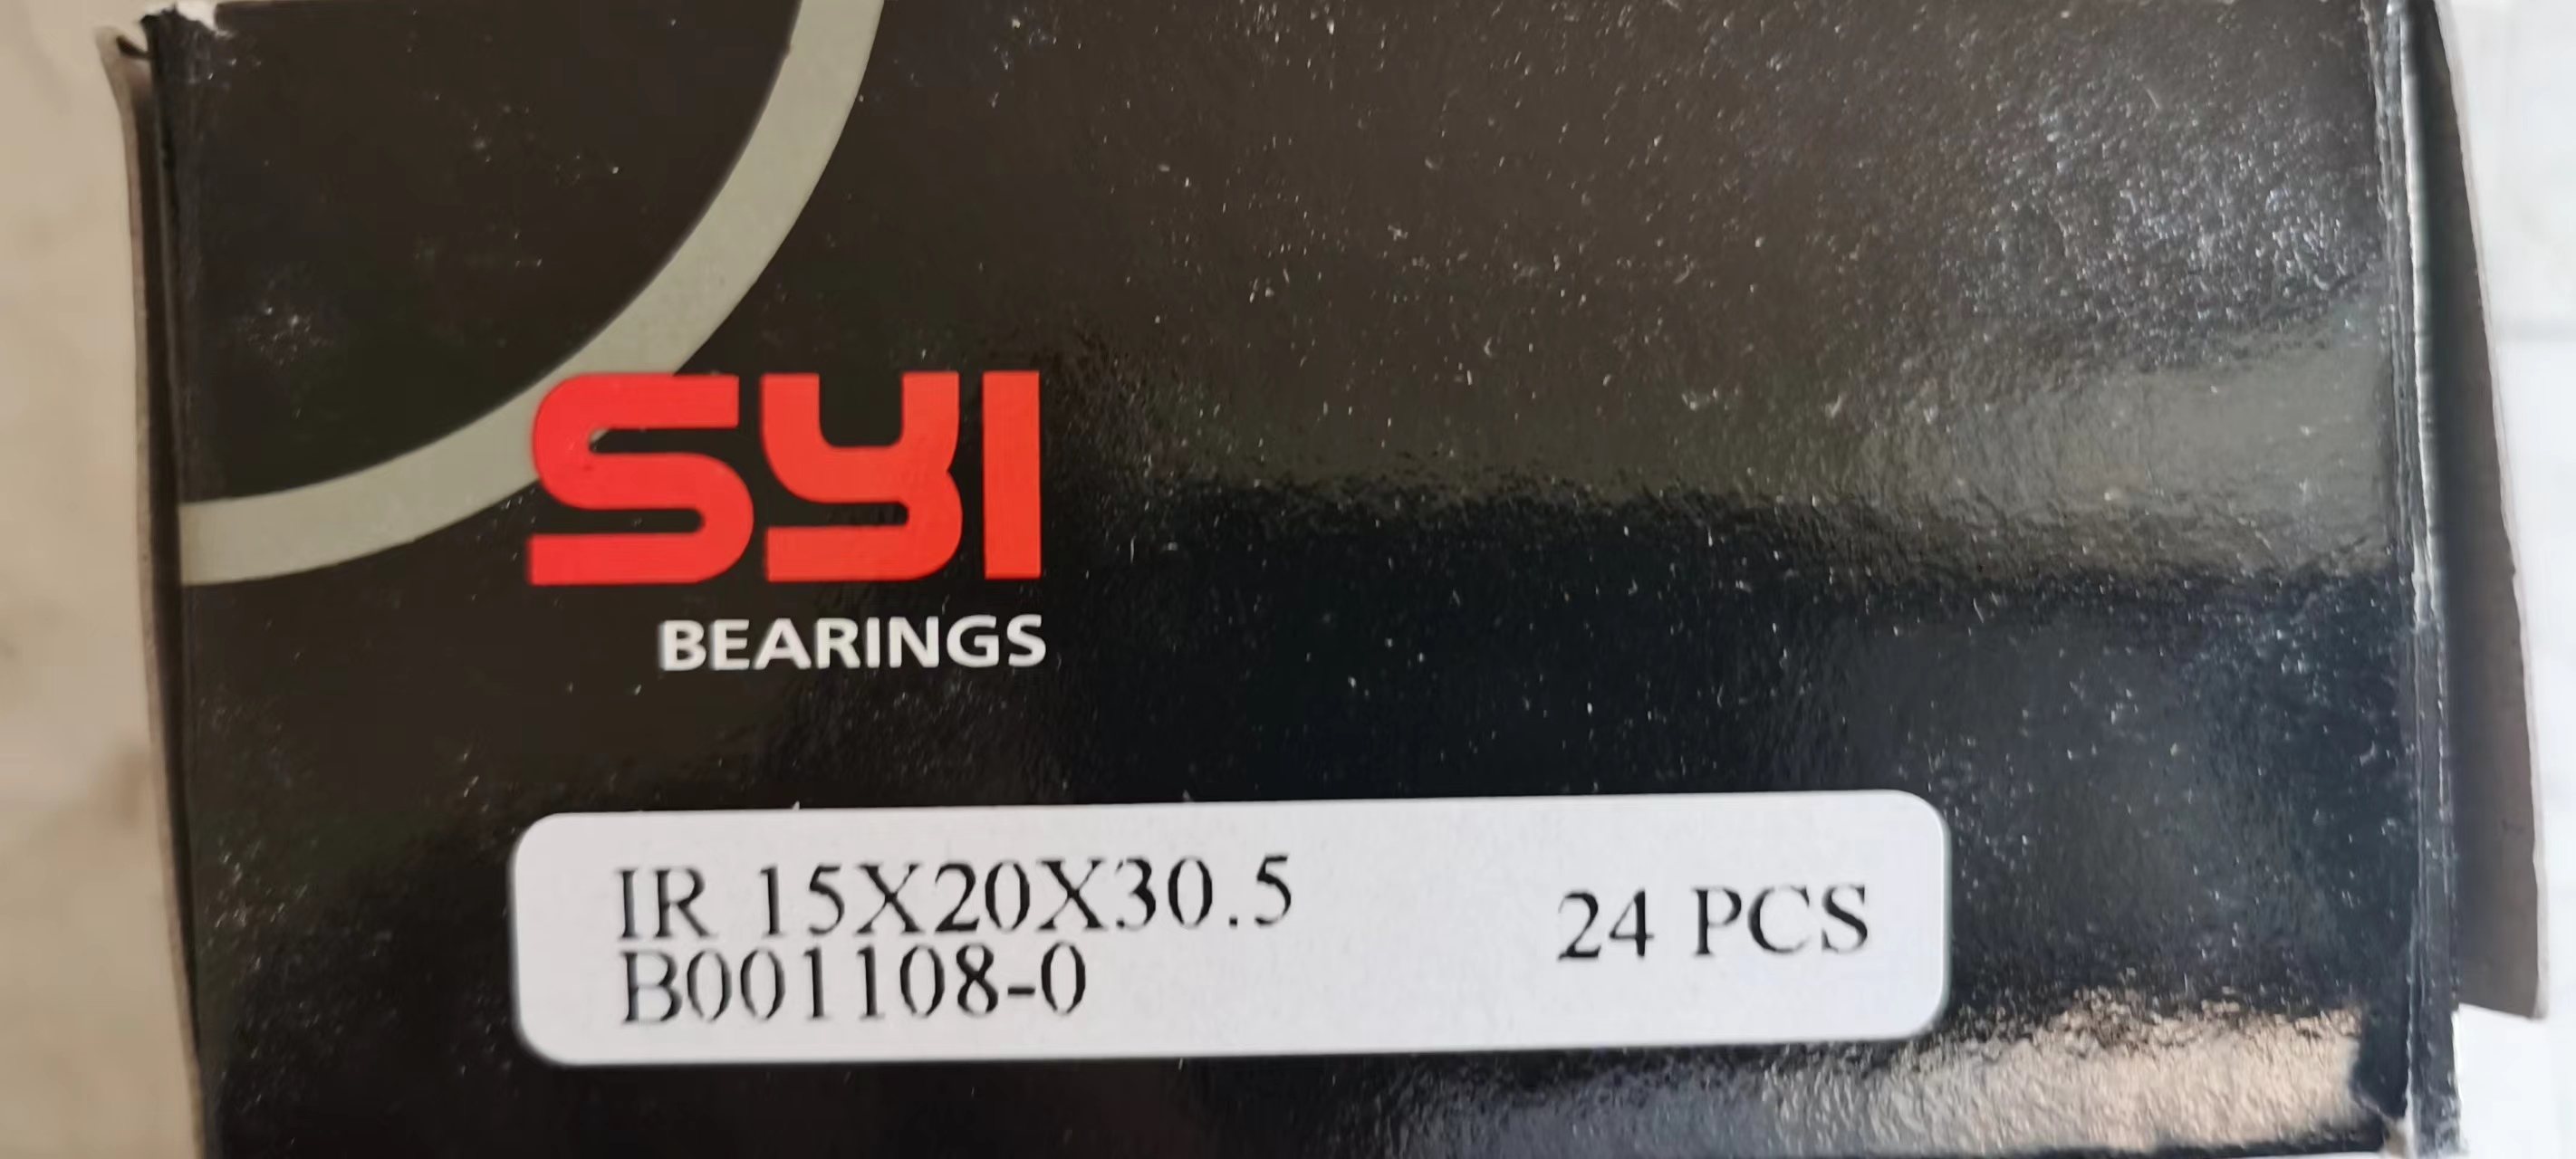 SYI
BEARINGS
IR 15X20X30.5
B001108-0
24 PCS